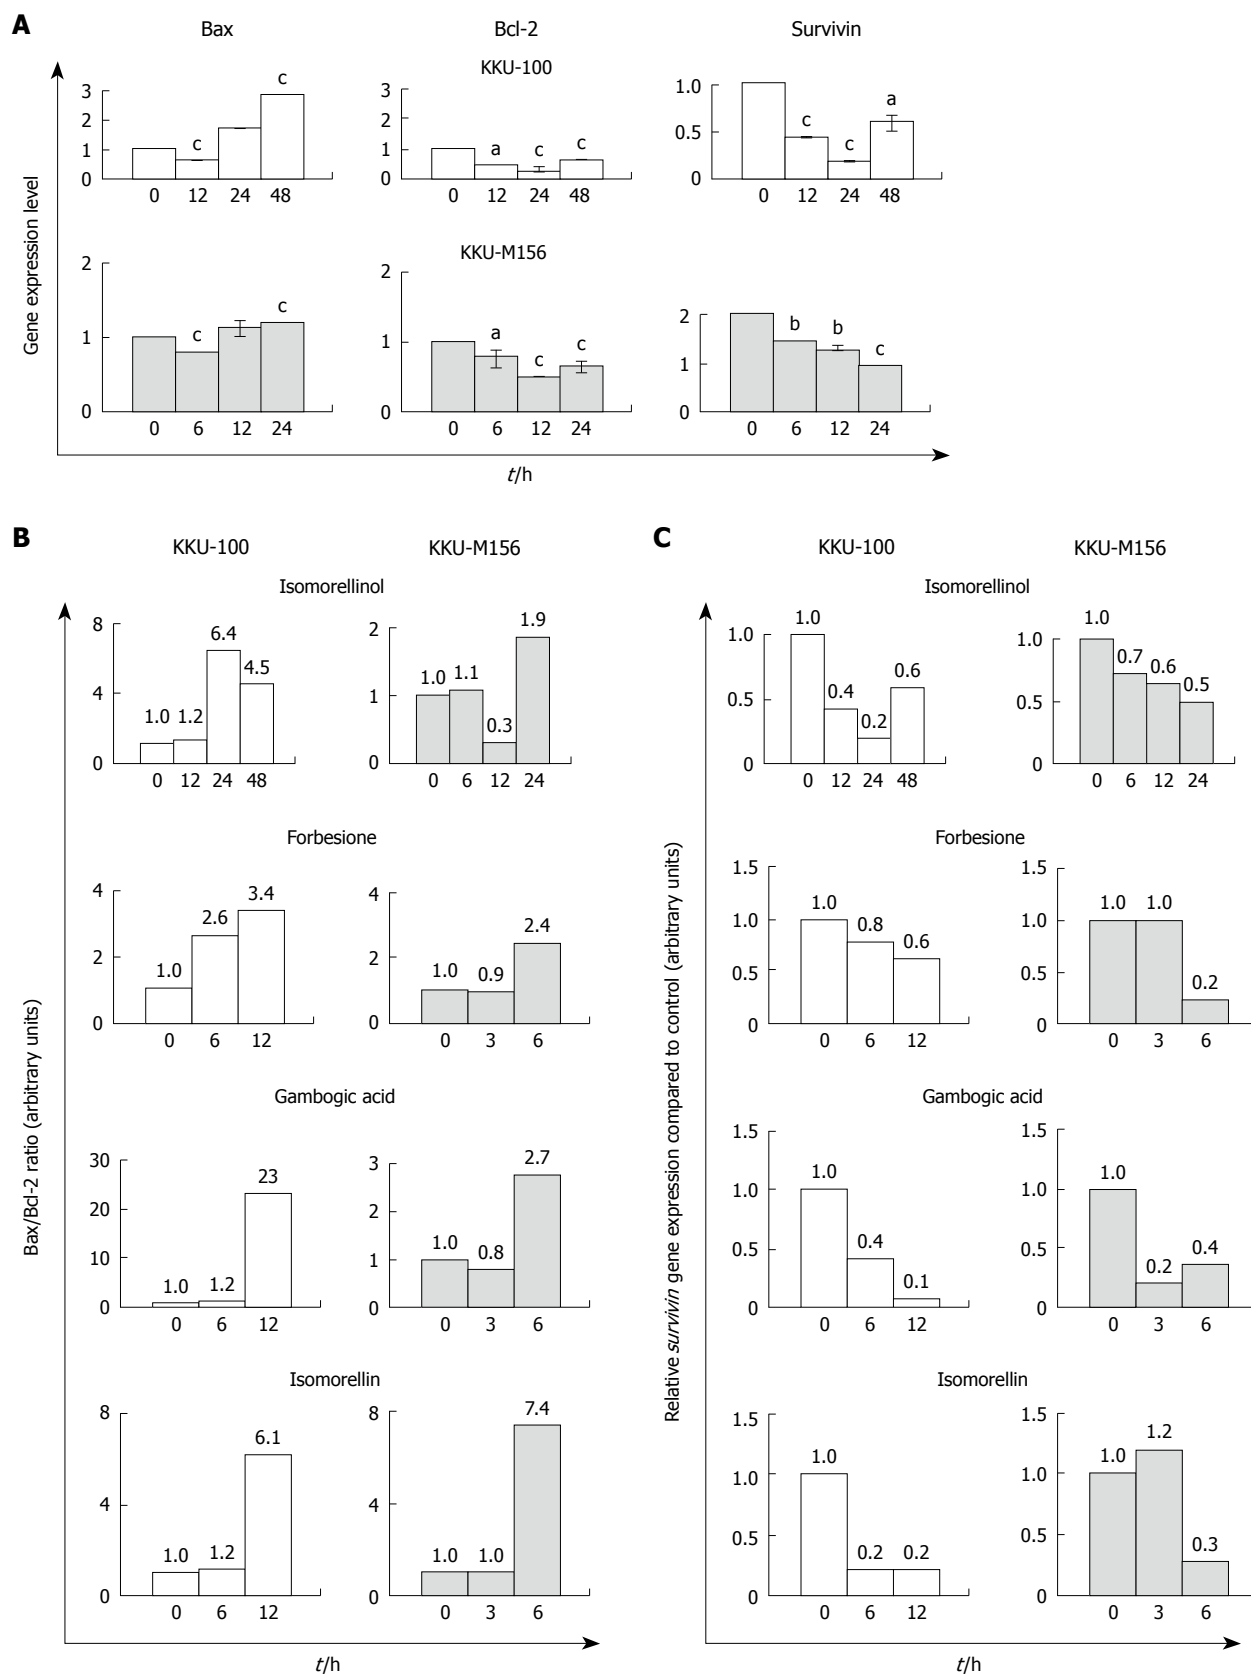 A
Bax Bcl-2 Survivin
KKU-100
Gene expression level
3
2
1
0
c
c
0 12 24 48
3
2
1
0
a
c
c
0 12 24 48
1.0
0.5
0
c
c
a
0 12 24 48
KKU-M156
2
1
0
c
c
0 6 12 24
2
1
0
a
c
c
0 6 12 24
2
1
0
b
b
c
0 6 12 24
t/h
B
KKU-100 KKU-M156
Isomorellinol
Bax/Bcl-2 ratio (arbitrary units)
8
4
0
1.0 1.2 6.4 4.5
0 12 24 48
2
1
0
1.0 1.1 0.3 1.9
0 6 12 24
Forbesione
4
2
0
1.0 2.6 3.4
0 6 12
4
2
0
1.0 0.9 2.4
0 3 6
Gambogic acid
30
20
10
0
1.0 1.2 23
0 6 12
3
2
1
0
1.0 0.8 2.7
0 3 6
Isomorellin
8
4
0
1.0 1.2 6.1
0 6 12
8
4
0
1.0 1.0 7.4
0 3 6
t/h
C
KKU-100 KKU-M156
Isomorellinol
Relative survivin gene expression compared to control (arbitrary units)
1.0
0.5
0
1.0 0.4 0.2 0.6
0 12 24 48
1.0
0.5
0
1.0 0.7 0.6 0.5
0 6 12 24
Forbesione
1.5
1.0
0.5
0
1.0 0.8 0.6
0 6 12
1.5
1.0
0.5
0
1.0 1.0 0.2
0 3 6
Gambogic acid
1.5
1.0
0.5
0
1.0 0.4 0.1
0 6 12
1.5
1.0
0.5
0
1.0 0.2 0.4
0 3 6
Isomorellin
1.5
1.0
0.5
0
1.0 0.2 0.2
0 6 12
1.5
1.0
0.5
0
1.0 1.2 0.3
0 3 6
t/h